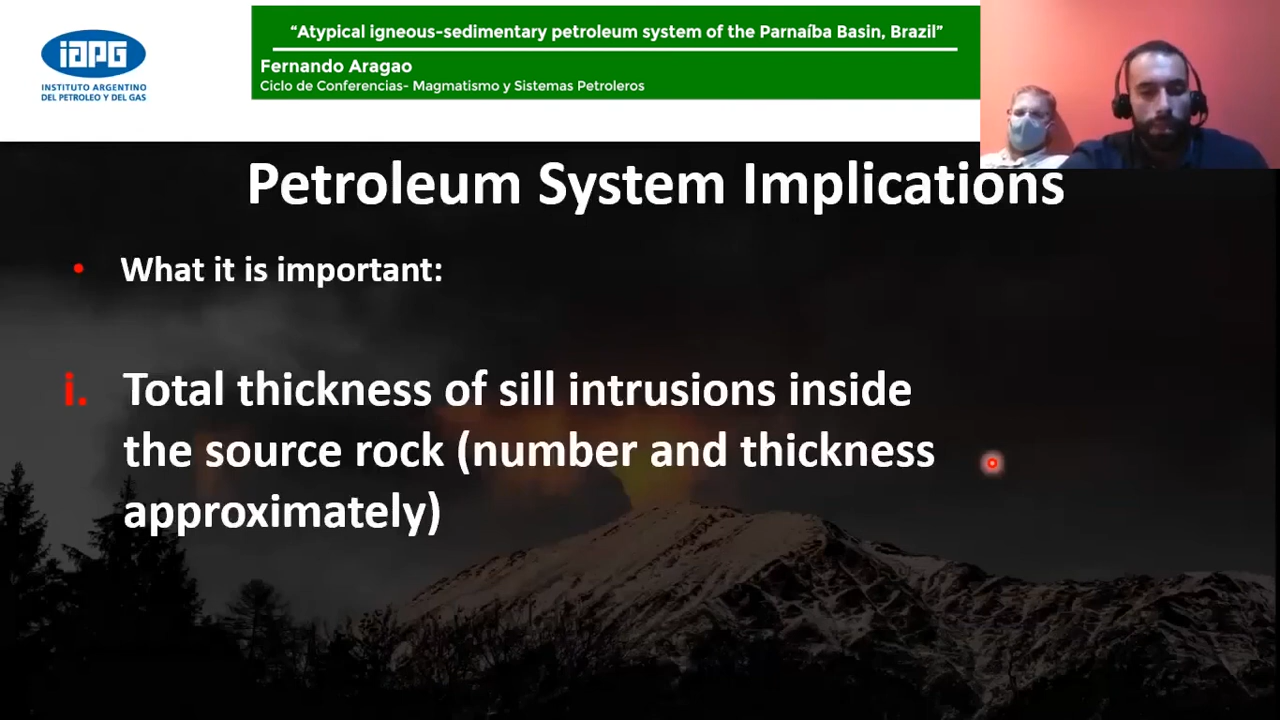 iAPG
INSTITUTO ARGENTINO
DEL PETROLEO Y DEL GAS
“Atypical igneous-sedimentary petroleum system of the Parnaíba Basin, Brazil”
Fernando Aragao
Ciclo de Conferencias- Magmatismo y Sistemas Petroleros
Petroleum System Implications
• What it is important:
i. Total thickness of sill intrusions inside
the source rock (number and thickness
approximately)